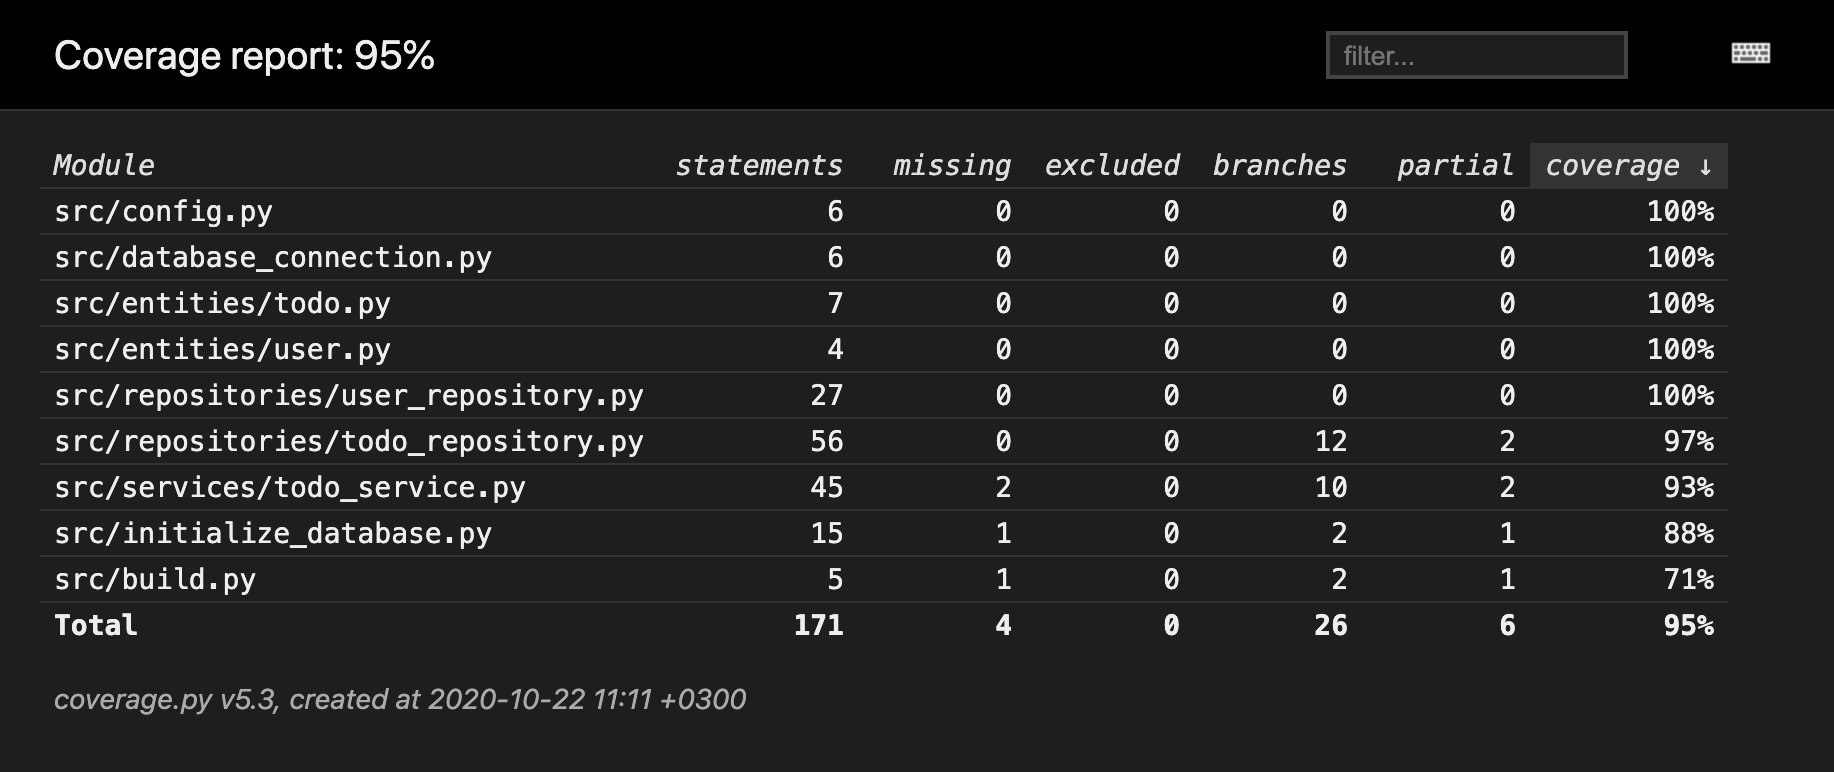 Coverage report: 95%
filter...
Module statements missing excluded branches partial coverage ↓
src/config.py 6 0 0 0 0 100%
src/database_connection.py 6 0 0 0 0 100%
src/entities/todo.py 7 0 0 0 0 100%
src/entities/user.py 4 0 0 0 0 100%
src/repositories/user_repository.py 27 0 0 0 0 100%
src/repositories/todo_repository.py 56 0 0 12 2 97%
src/services/todo_service.py 45 2 0 10 2 93%
src/initialize_database.py 15 1 0 2 1 88%
src/build.py 5 1 0 2 1 71%
Total 171 4 0 26 6 95%
coverage.py v5.3, created at 2020-10-22 11:11 +0300